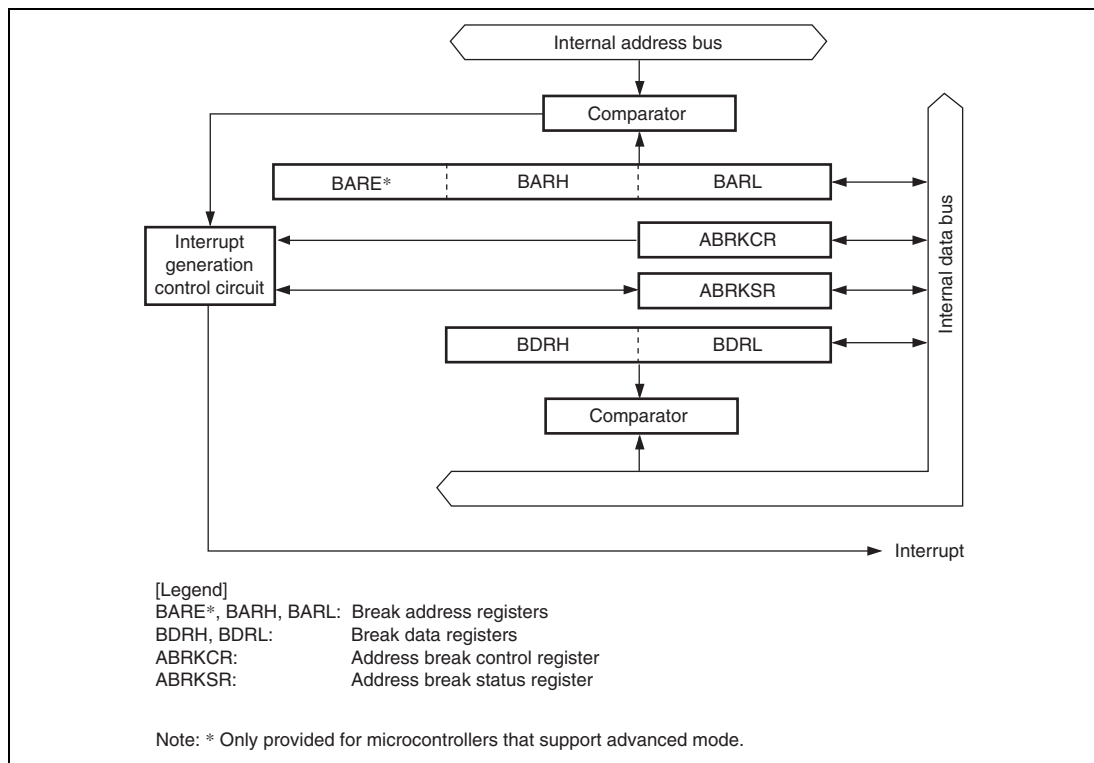 Internal address bus
Comparator
BARE* BARH BARL
Interrupt
generation
control circuit
ABRKCR
ABRKSR
Internal data bus
BDRH BDRL
Comparator
Interrupt
[Legend]
BARE*, BARH, BARL: Break address registers
BDRH, BDRL: Break data registers
ABRKCR: Address break control register
ABRKSR: Address break status register
Note: * Only provided for microcontrollers that support advanced mode.